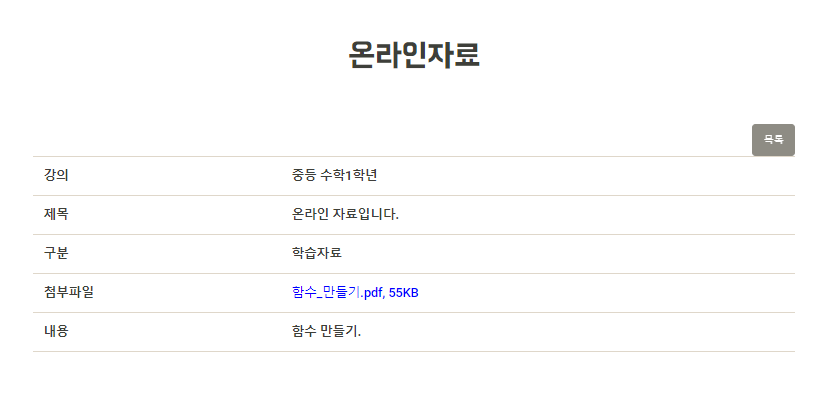 온라인자료
목록
강의 중등 수학1학년
제목 온라인 자료입니다.
구분 학습자료
첨부파일 함수_만들기.pdf, 55KB
내용 함수 만들기.